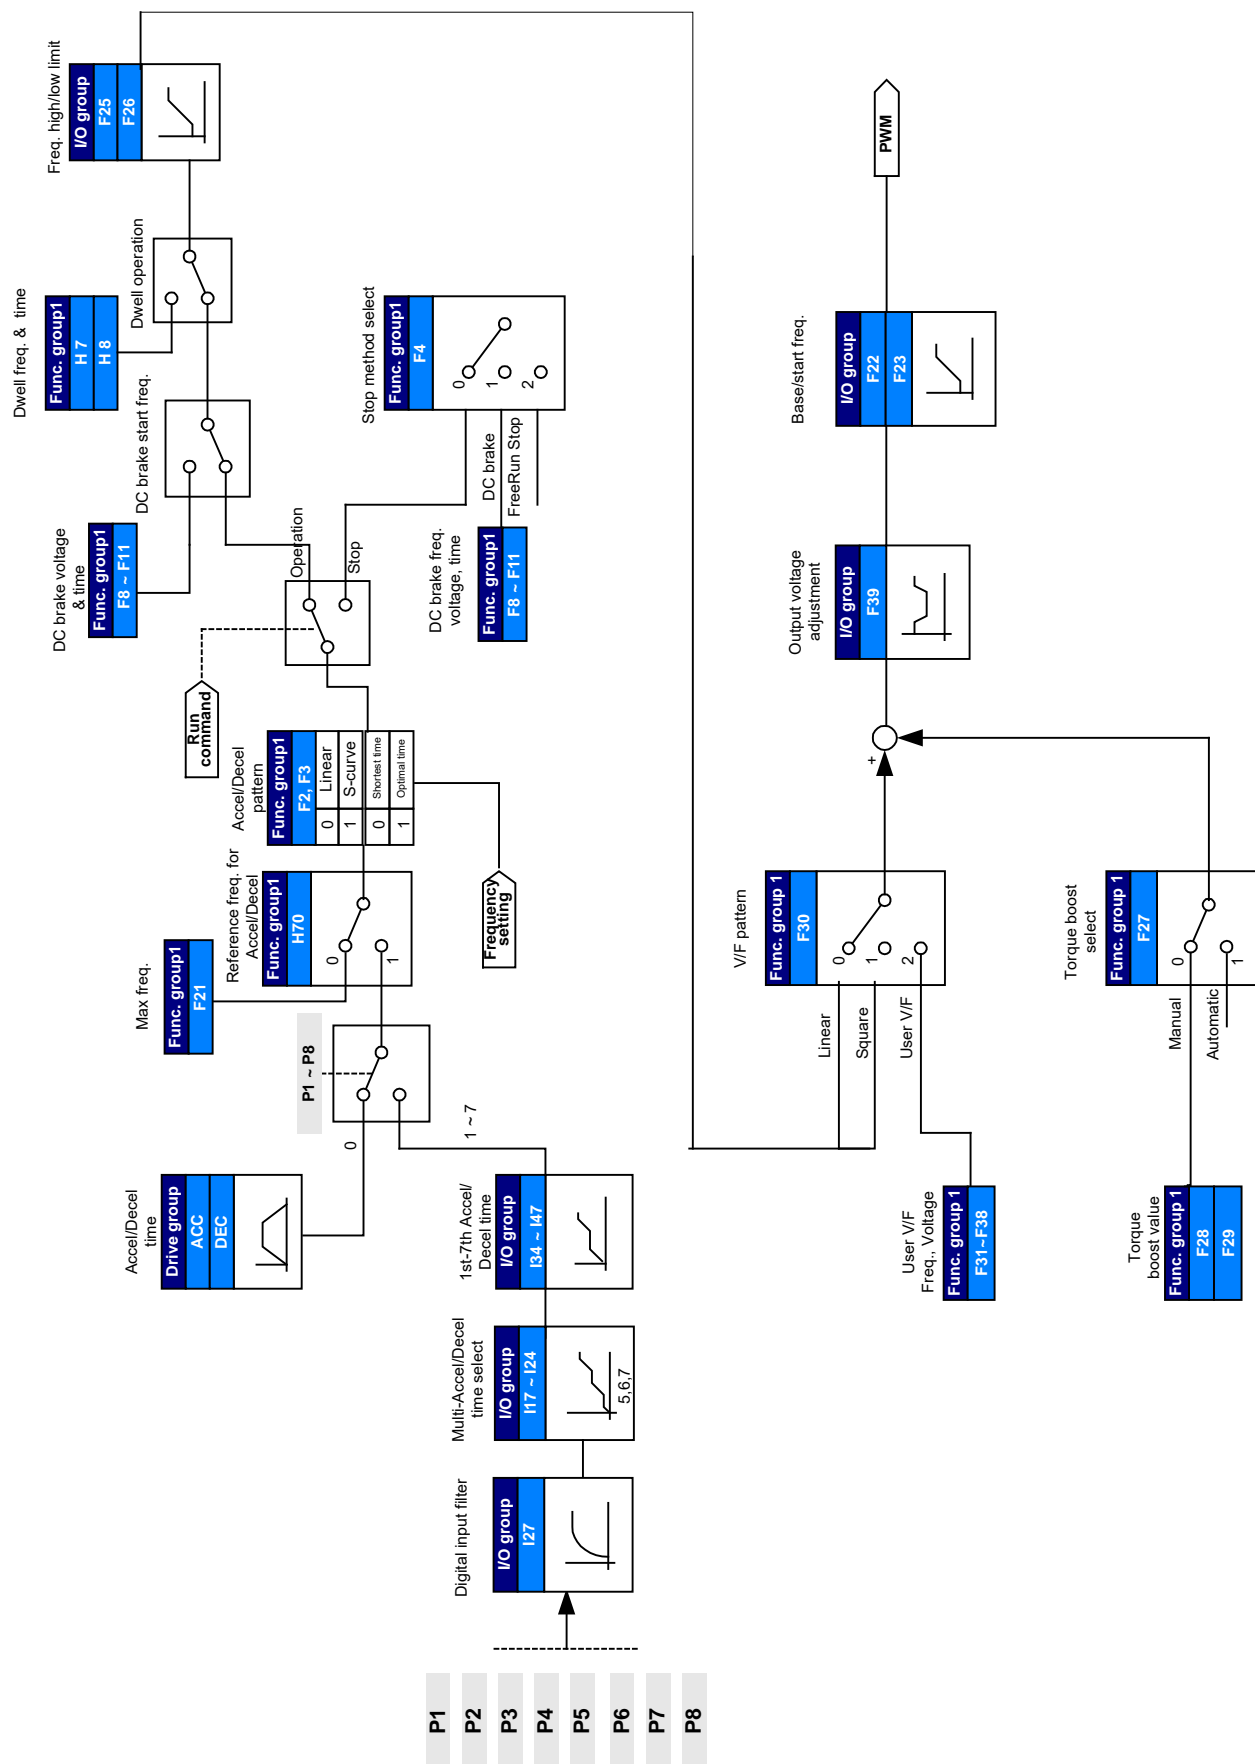 P1
P2
P3
P4
P5
P6
P7
P8
Digital input filter
I/O group
I27
Multi-Accel/Decel
time select
I/O group
I17 ~ I24
5,6,7
1st-7th Accel/
Decel time
I/O group
I34 ~ I47
1 ~ 7
Accel/Decel
time
Drive group
ACC
DEC
0
P1 ~ P8
Max freq.
Func. group1
F21
Reference freq. for
Accel/Decel
Func. group1
H70
0
1
Accel/Decel
pattern
Func. group1
F2, F3
0
Linear
1
S-curve
0
Shortest time
1
Optimal time
Frequency
setting
Run
command
Operation
Stop
DC brake voltage
& time
Func. group1
F8 ~ F11
DC brake start freq.
DC brake freq.
voltage, time
Func. group1
F8 ~ F11
DC brake
FreeRun Stop
Stop method select
Func. group1
F4
0
1
2
Dwell freq. & time
Func. group1
H 7
H 8
Dwell operation
Freq. high/low limit
I/O group
F25
F26
User V/F
Freq., Voltage
Func. group 1
F31~F38
Linear
Square
User V/F
V/F pattern
Func. group 1
F30
0
1
2
+
Torque
boost value
Func. group 1
F28
F29
Manual
Automatic
Torque boost
select
Func. group 1
F27
0
1
Output voltage
adjustment
I/O group
F39
Base/start freq.
I/O group
F22
F23
PWM